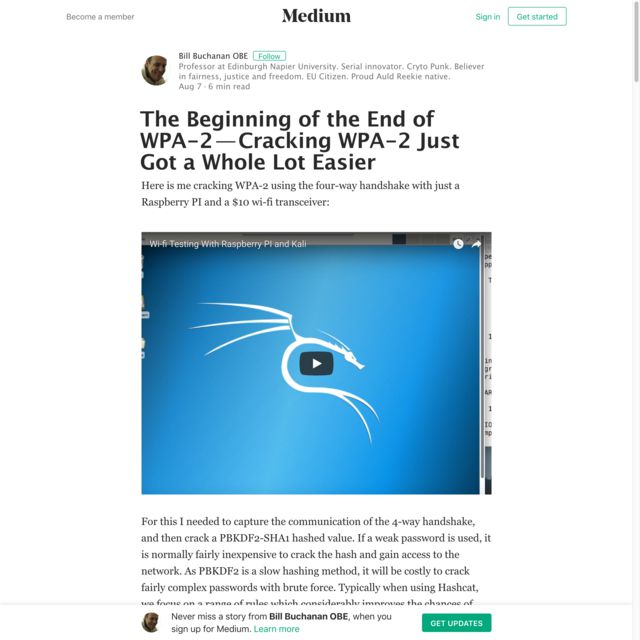 Become a member
Medium
Sign in
Get started
Bill Buchanan OBE
Follow
Professor at Edinburgh Napier University. Serial innovator. Cryto Punk. Believer
in fairness, justice and freedom. EU Citizen. Proud Auld Reekie native.
Aug 7 · 6 min read
The Beginning of the End of
WPA-2 — Cracking WPA-2 Just
Got a Whole Lot Easier
Here is me cracking WPA-2 using the four-way handshake with just a
Raspberry PI and a $10 wi-fi transceiver:
Wi-fi Testing With Raspberry PI and Kali
For this I needed to capture the communication of the 4-way handshake,
and then crack a PBKDF2-SHA1 hashed value. If a weak password is used, it
is normally fairly inexpensive to crack the hash and gain access to the
network. As PBKDF2 is a slow hashing method, it will be costly to crack
fairly complex passwords with brute force. Typically when using Hashcat,
we focus on a range of rules which considerably improves the chances of
Never miss a story from Bill Buchanan OBE, when you
sign up for Medium. Learn more
GET UPDATES